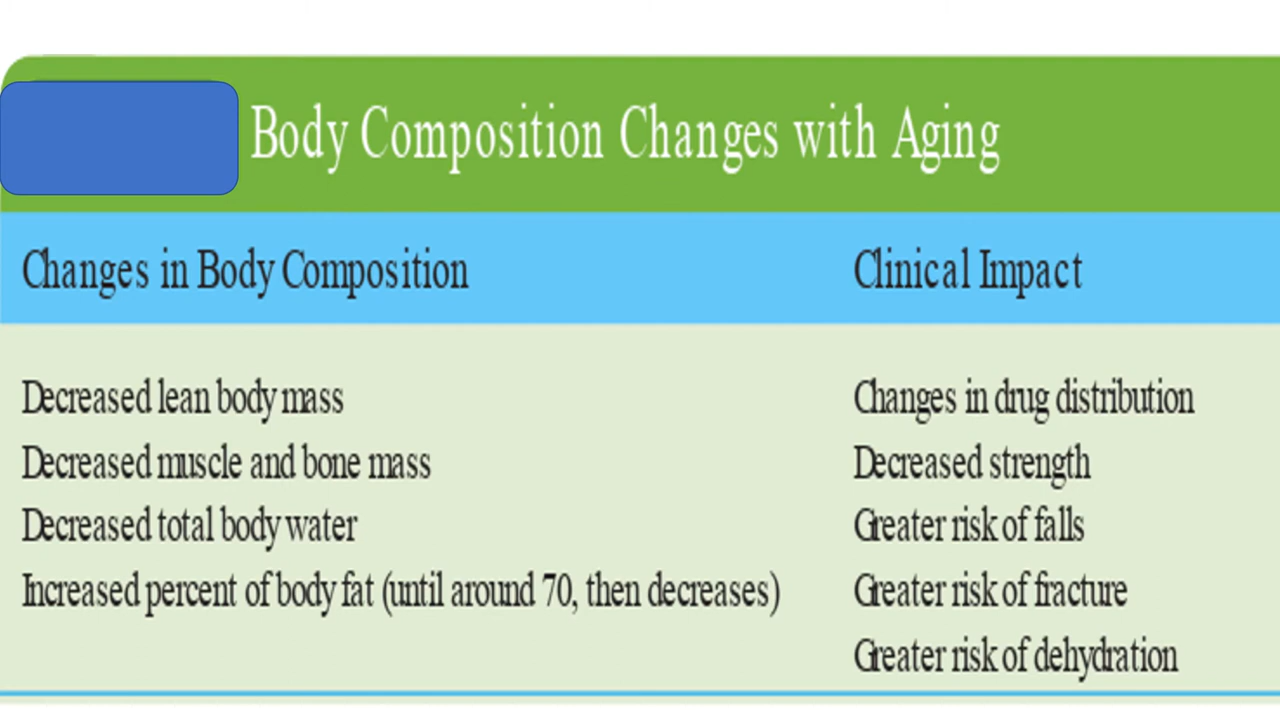 Body Composition Changes with Aging
Changes in Body Composition
Clinical Impact
Decreased lean body mass
Changes in drug distribution
Decreased muscle and bone mass
Decreased strength
Decreased total body water
Greater risk of falls
Increased percent of body fat (until around 70, then decreases)
Greater risk of fracture
Greater risk of dehydration